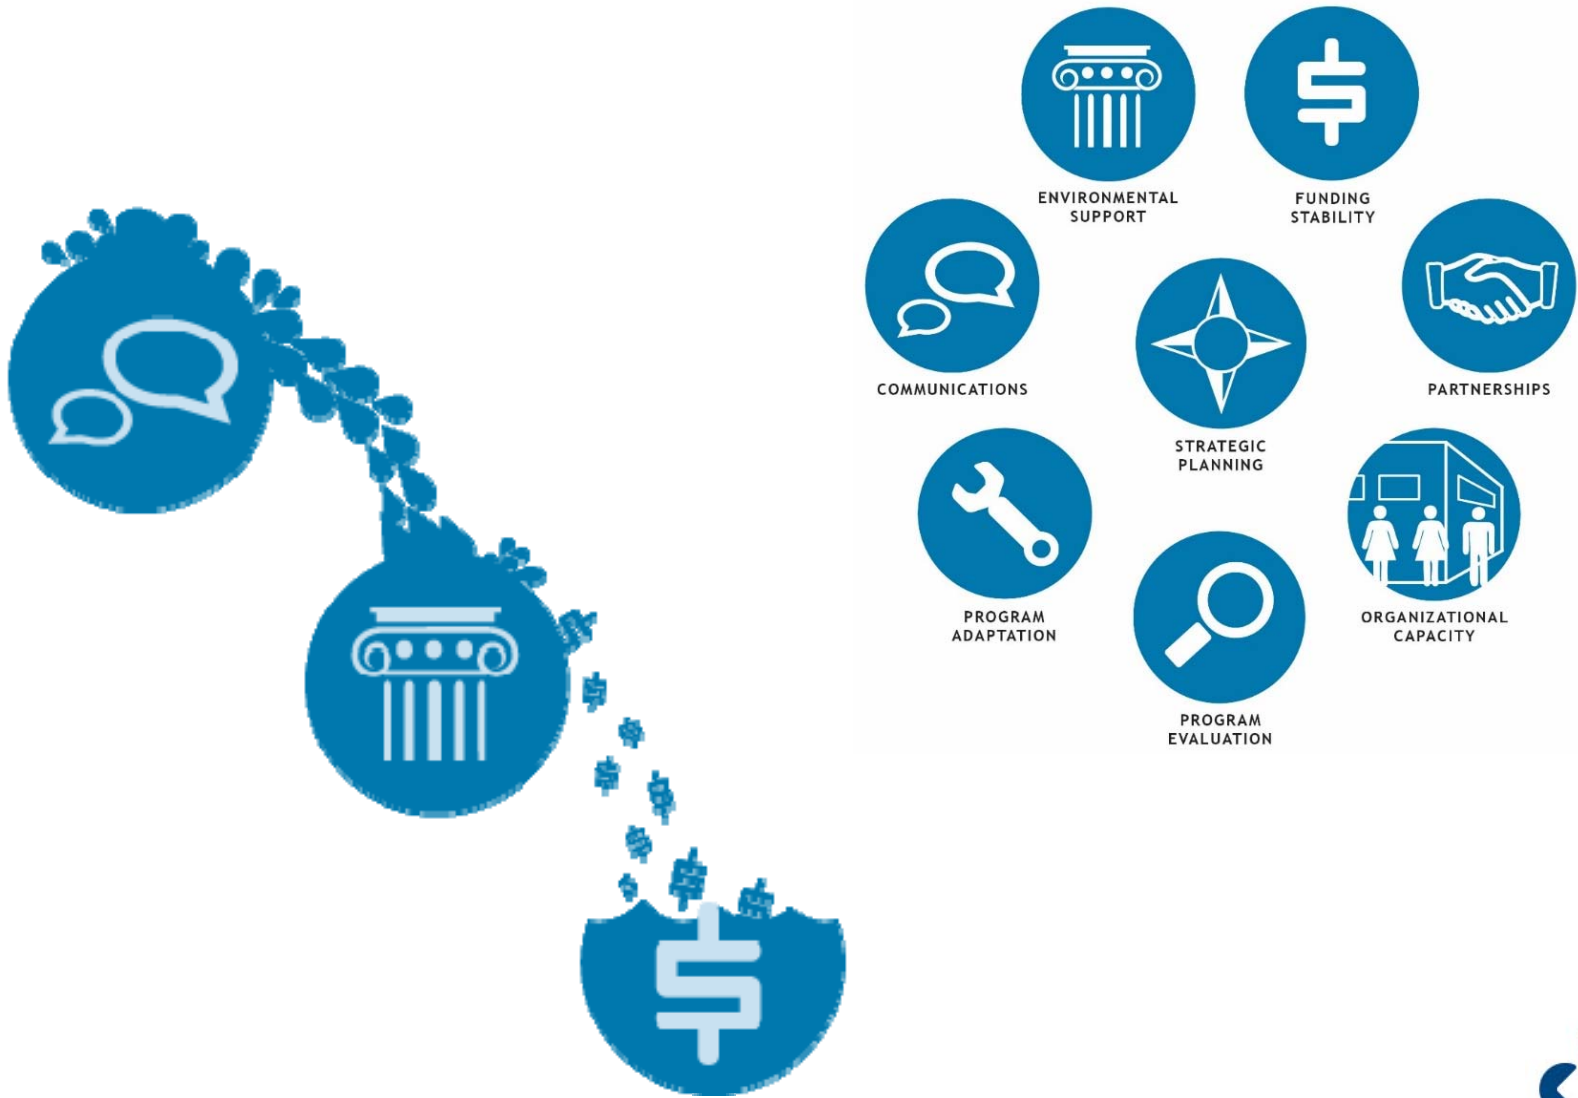 ENVIRONMENTAL
SUPPORT
FUNDING
STABILITY
COMMUNICATIONS
PARTNERSHIPS
STRATEGIC
PLANNING
PROGRAM
ADAPTATION
ORGANIZATIONAL
CAPACITY
PROGRAM
EVALUATION